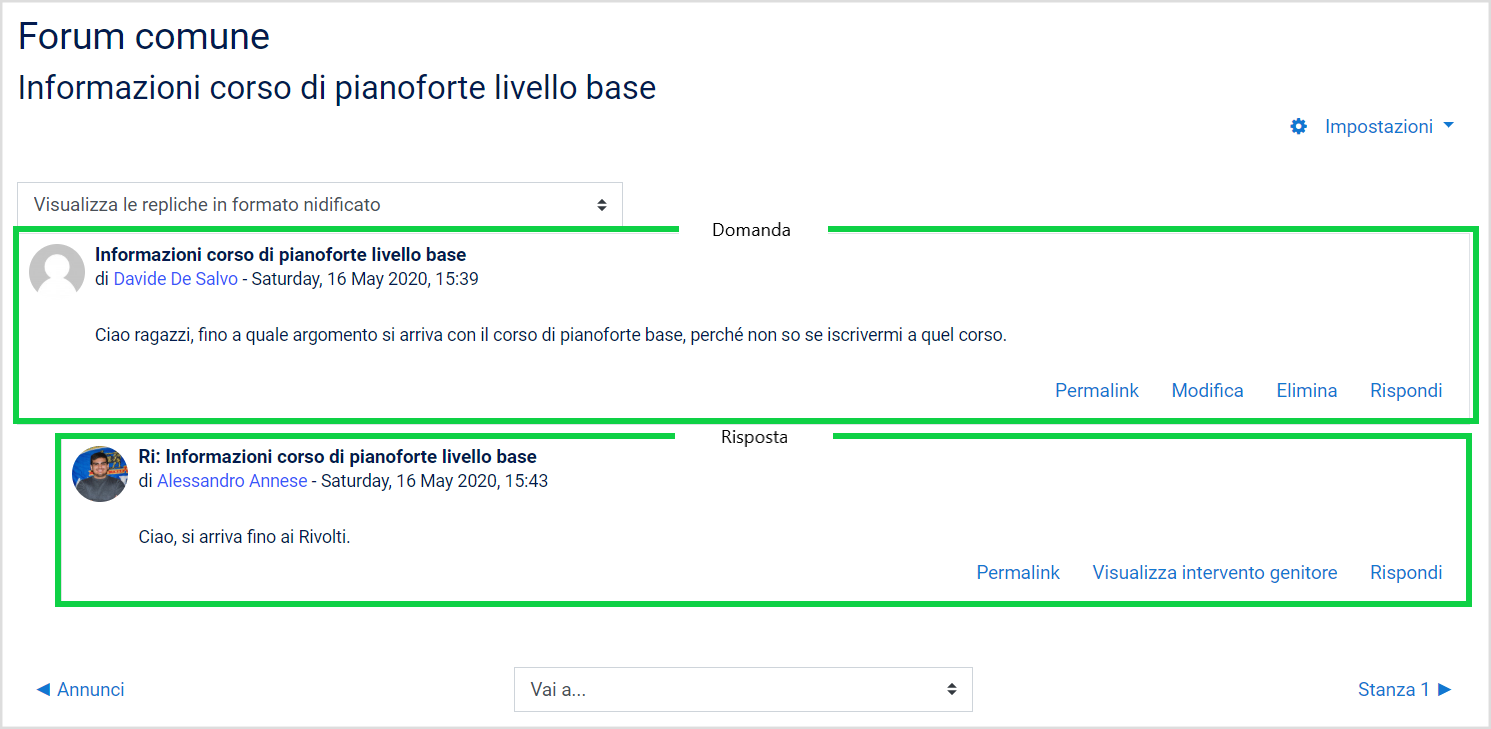 Forum comune
Informazioni corso di pianoforte livello base
Impostazioni
Visualizza le repliche in formato nidificato
Domanda
Informazioni corso di pianoforte livello base
di Davide De Salvo - Saturday, 16 May 2020, 15:39
Ciao ragazzi, fino a quale argomento si arriva con il corso di pianoforte base, perché non so se iscrivermi a quel corso.
Permalink Modifica Elimina Rispondi
Risposta
Ri: Informazioni corso di pianoforte livello base
di Alessandro Annese - Saturday, 16 May 2020, 15:43
Ciao, si arriva fino ai Rivolti.
Permalink Visualizza intervento genitore Rispondi
◀ Annunci Vai a... Stanza 1 ▶